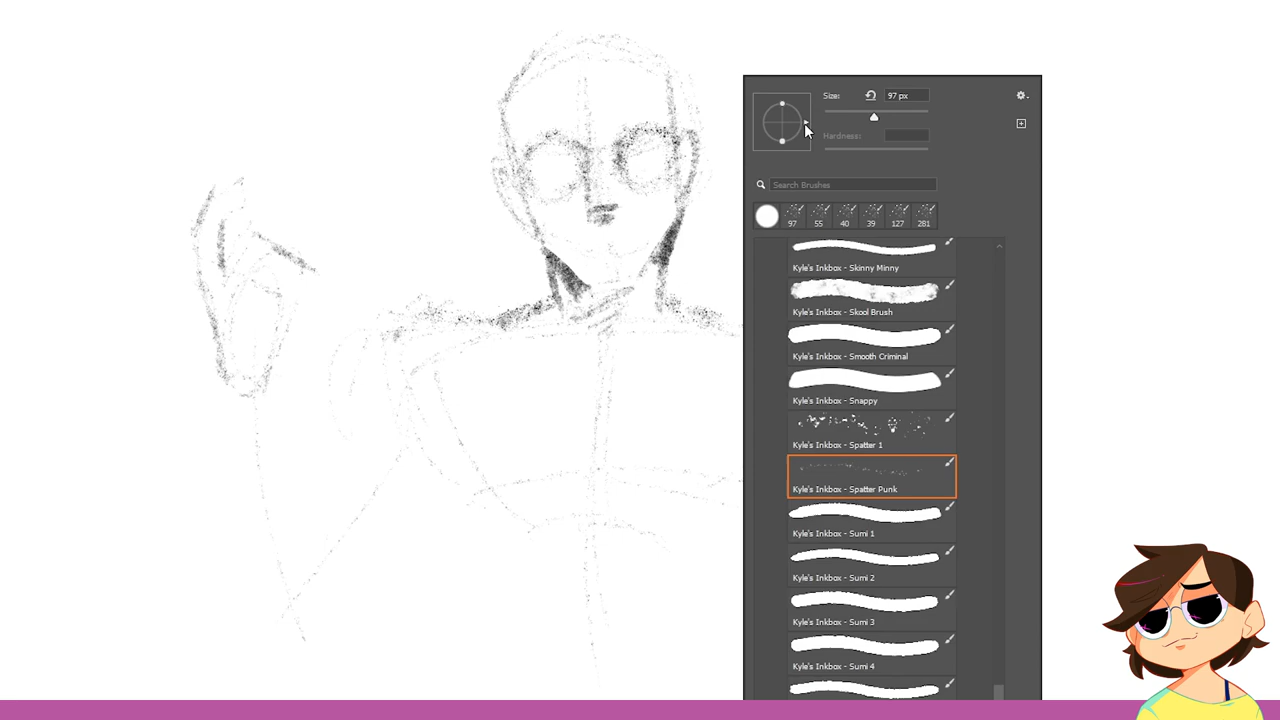 Size:
97 px
Hardness:
Search Brushes
97 55 40 39 127 281
Kyle's Inkbox - Skinny Minny
Kyle's Inkbox - Skool Brush
Kyle's Inkbox - Smooth Criminal
Kyle's Inkbox - Snappy
Kyle's Inkbox - Spatter 1
Kyle's Inkbox - Spatter Punk
Kyle's Inkbox - Sumi 1
Kyle's Inkbox - Sumi 2
Kyle's Inkbox - Sumi 3
Kyle's Inkbox - Sumi 4